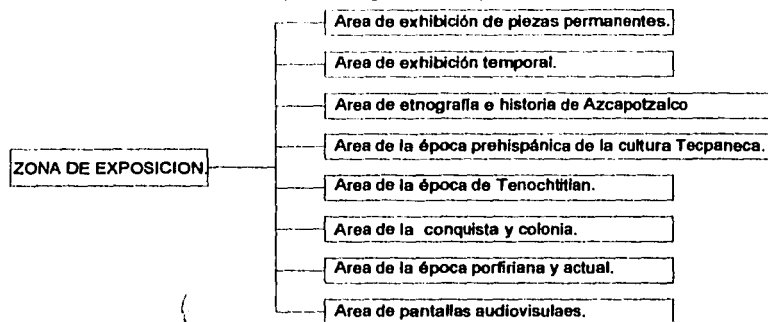 Area de exhibición de piezas permanentes.
Area de exhibición temporal.
Area de etnografía e historia de Azcapotzalco
Area de la época prehispánica de la cultura Tecpaneca.
ZONA DE EXPOSICION.
Area de la época de Tenochtitlan.
Area de la conquista y colonia.
Area de la época porfiriana y actual.
Area de pantallas audiovisulaes.